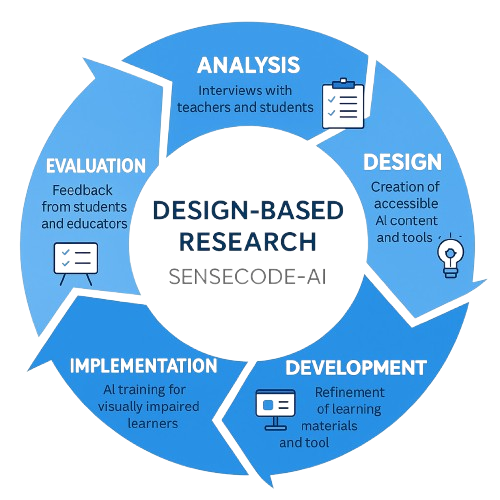 ANALYSIS
Interviews with
teachers and students
DESIGN
Creation of
accessible
AI content
and tools
DEVELOPMENT
Refinement
of learning
materials
and tool
IMPLEMENTATION
AI training for
visually impaired
learners
EVALUATION
Feedback
from students
and educators
DESIGN-BASED
RESEARCH
SENSECODE-AI